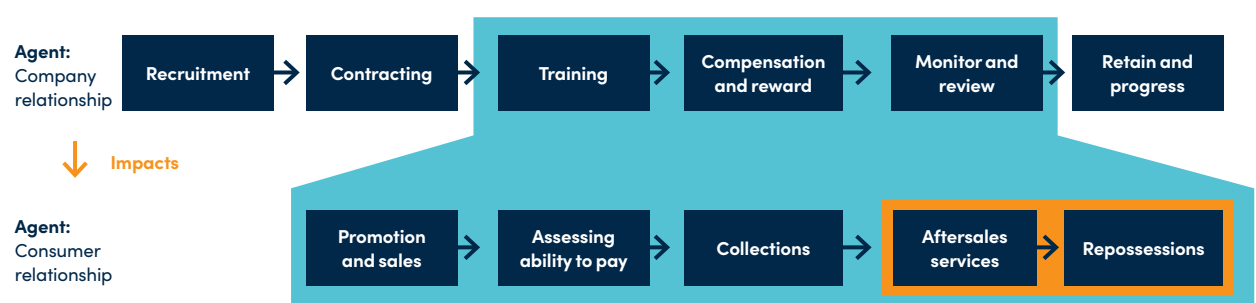 Agent:
Company
relationship
Recruitment
Contracting
Training
Compensation
and reward
Monitor and
review
Retain and
progress
Impacts
Agent:
Consumer
relationship
Promotion
and sales
Assessing
ability to pay
Collections
Aftersales
services
Repossessions